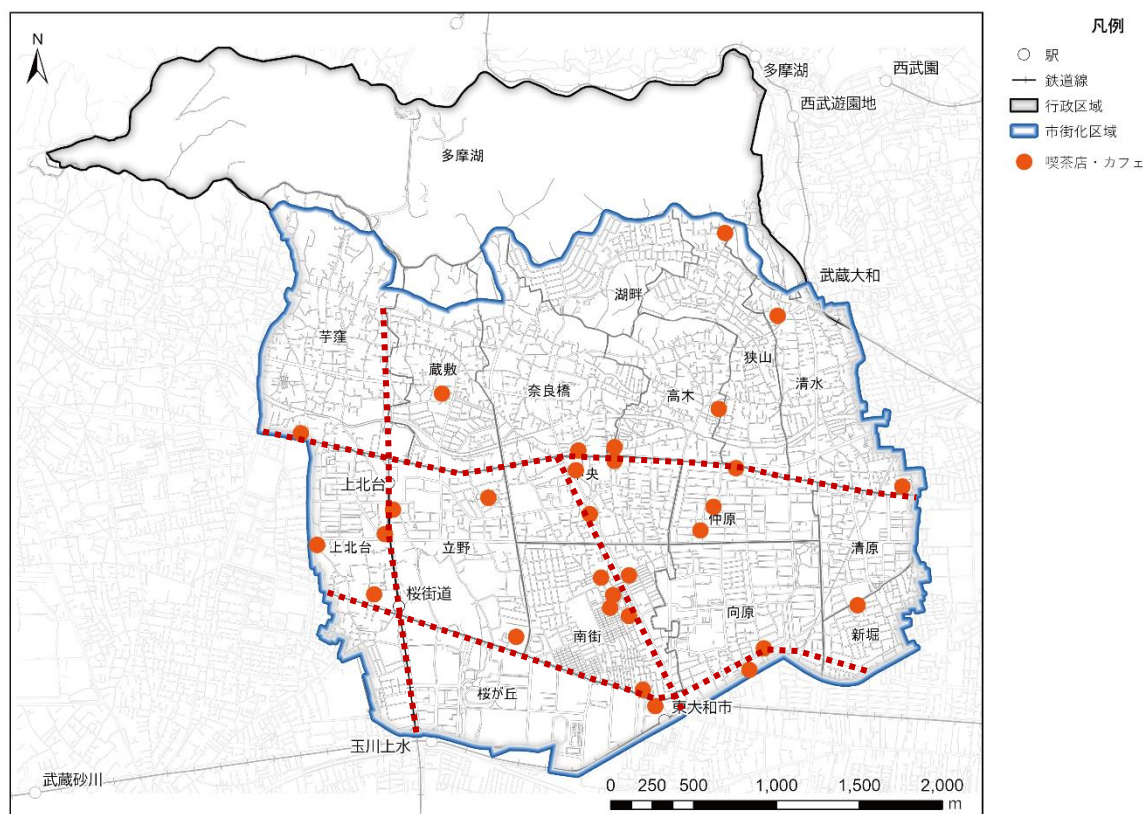 N
凡例
駅
鉄道線
行政区域
市街化区域
喫茶店・カフェ
多摩湖
西武園
西武遊園地
多摩湖
武蔵大和
湖畔
芋窪
狭山
蔵敷
奈良橋
高木
清水
中央
上北台
仲原
上北台
立野
清原
桜街道
向原
南街
新堀
桜が丘
東大和市
玉川上水
武蔵砂川
0 250 500 1,000 1,500 2,000
m